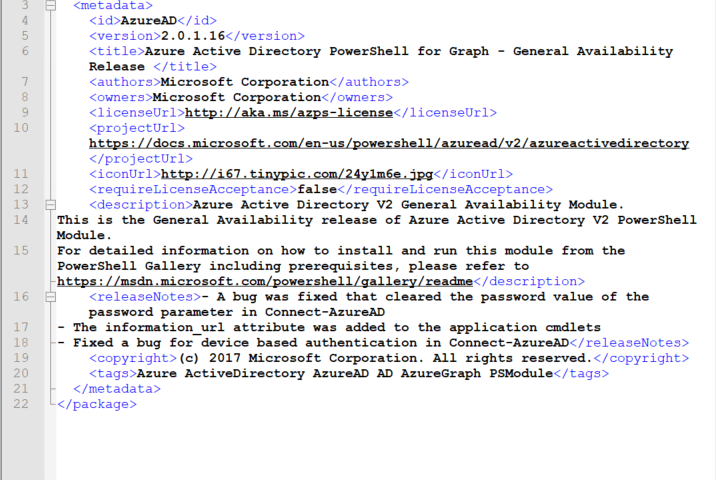 3 <metadata>
4 <id>AzureAD</id>
5 <version>2.0.1.16</version>
6 <title>Azure Active Directory PowerShell for Graph - General Availability
Release </title>
7 <authors>Microsoft Corporation</authors>
8 <owners>Microsoft Corporation</owners>
9 <licenseUrl>http://aka.ms/azps-license</licenseUrl>
10 <projectUrl>
https://docs.microsoft.com/en-us/powershell/azuread/v2/azureactivedirectory
</projectUrl>
11 <iconUrl>http://i67.tinypic.com/24y1m6e.jpg</iconUrl>
12 <requireLicenseAcceptance>false</requireLicenseAcceptance>
13 <description>Azure Active Directory V2 General Availability Module.
14 This is the General Availability release of Azure Active Directory V2 PowerShell
Module.
15 For detailed information on how to install and run this module from the
PowerShell Gallery including prerequisites, please refer to
https://msdn.microsoft.com/powershell/gallery/readme</description>
16 <releaseNotes>- A bug was fixed that cleared the password value of the
password parameter in Connect-AzureAD
17 - The information_url attribute was added to the application cmdlets
18 - Fixed a bug for device based authentication in Connect-AzureAD</releaseNotes>
19 <copyright>(c) 2017 Microsoft Corporation. All rights reserved.</copyright>
20 <tags>Azure ActiveDirectory AzureAD AD AzureGraph PSModule</tags>
21 </metadata>
22 </package>